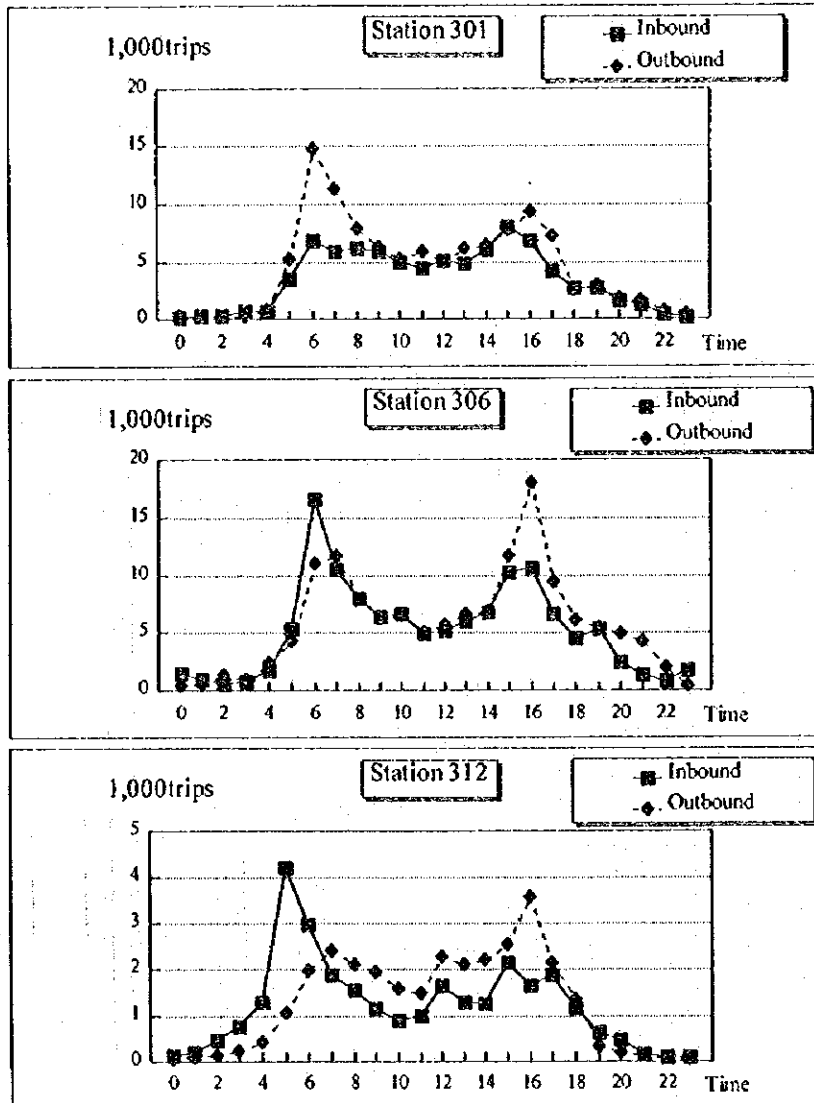 Station 301
1,000trips
Inbound
Outbound
20
15
10
5
0
0 2 4 6 8 10 12 14 16 18 20 22 Time
Station 306
1,000trips
Inbound
Outbound
20
15
10
5
0
0 2 4 6 8 10 12 14 16 18 20 22 Time
Station 312
1,000trips
Inbound
Outbound
5
4
3
2
1
0
0 2 4 6 8 10 12 14 16 18 20 22 Time